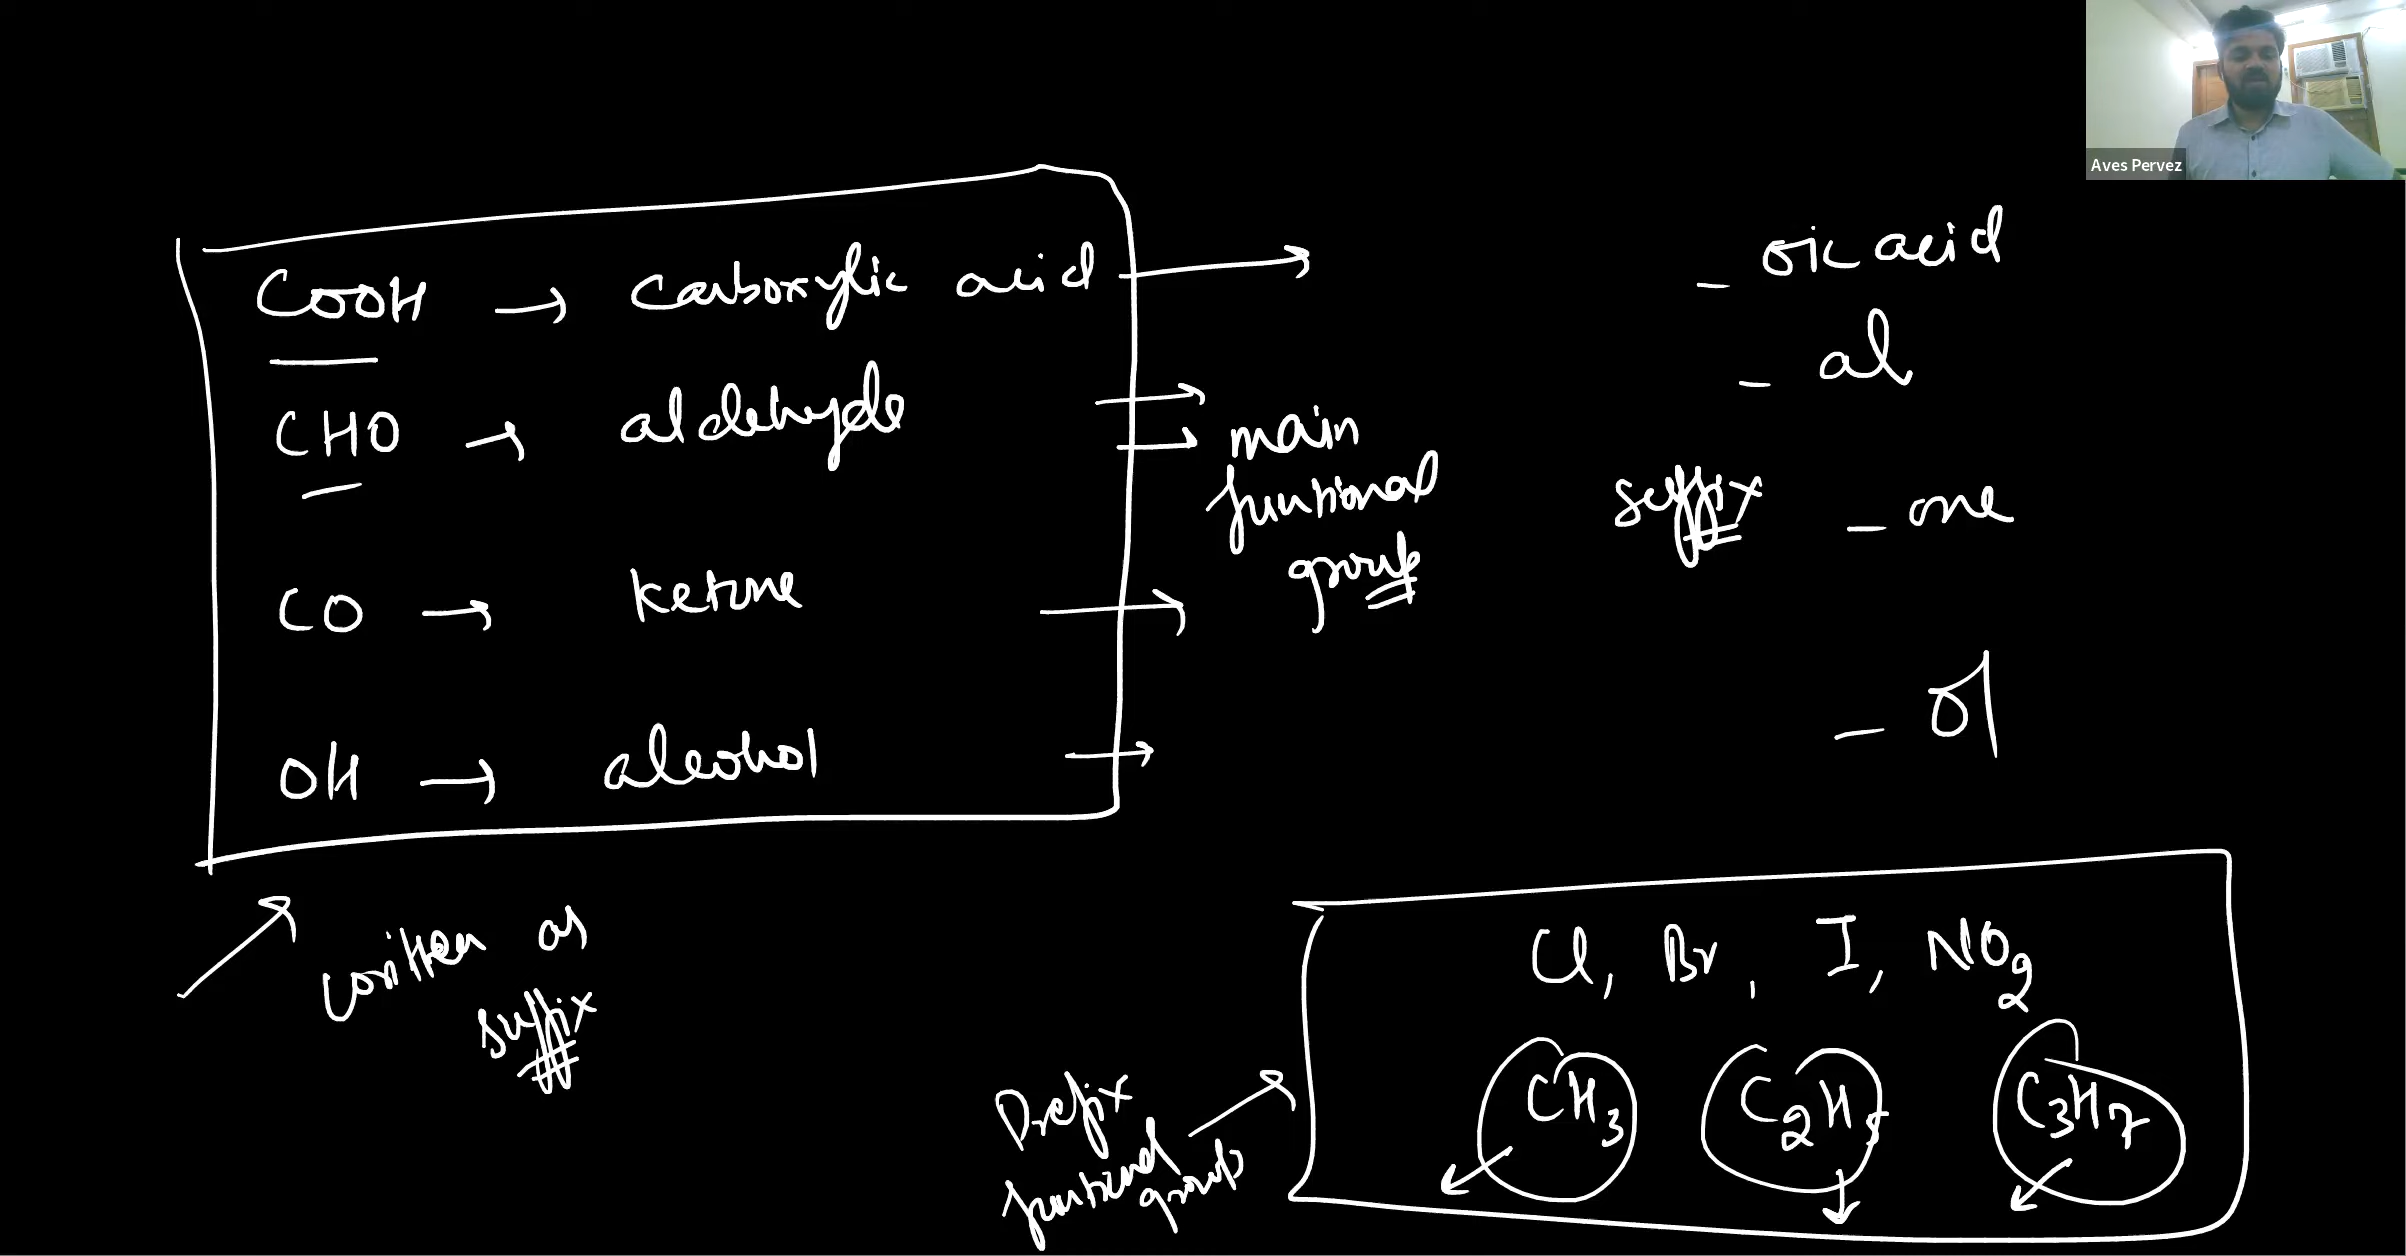 Aves Pervez
COOH → carboxylic acid → - oic acid
CHO → aldehyde → - al
main
functional
group
suffix - one
CO → ketone →
OH → alcohol → - ol
written as
suffix
Cl, Br, I, NO₂
CH₃ C₂H₅ C₃H₇
Prefix
functional
group